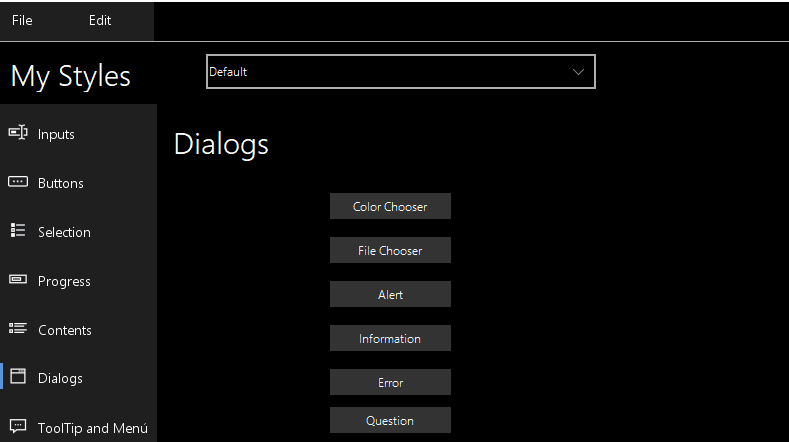 File Edit
My Styles
Default
Inputs
Buttons
Selection
Progress
Contents
Dialogs
ToolTip and Menú
Dialogs
Color Chooser
File Chooser
Alert
Information
Error
Question